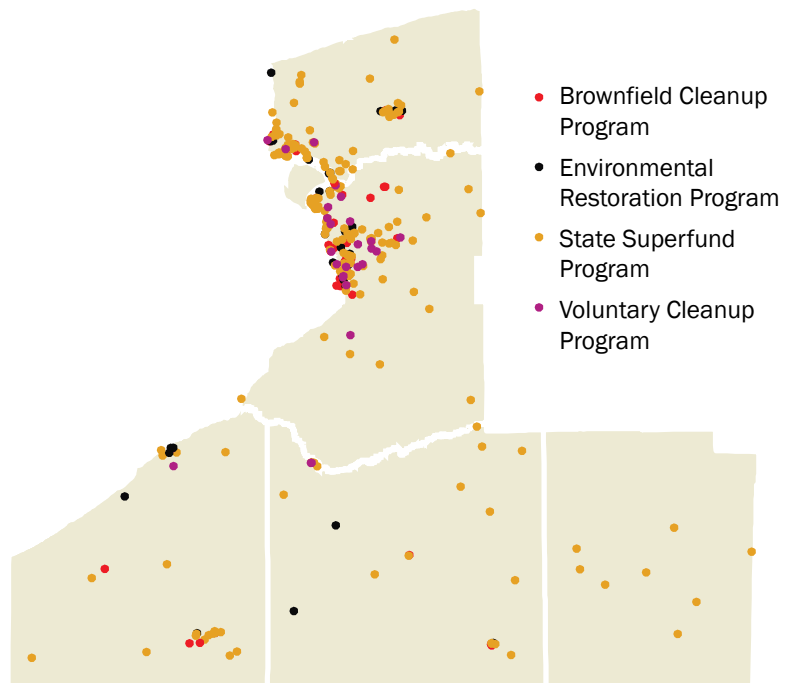 Brownfield Cleanup
Program
Environmental
Restoration Program
State Superfund
Program
Voluntary Cleanup
Program